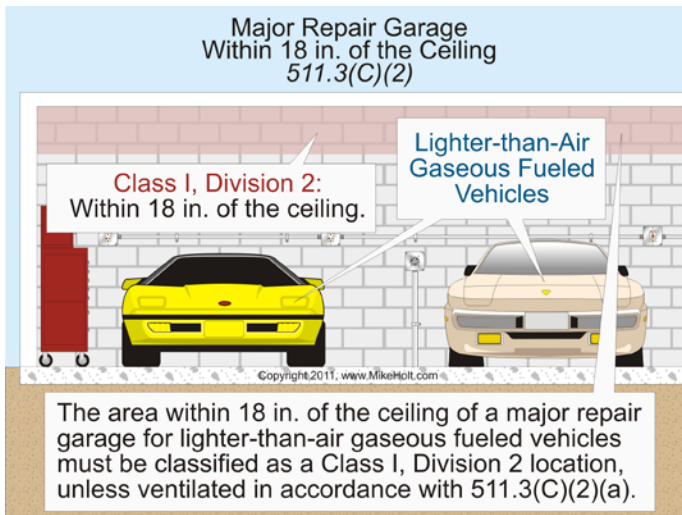 Major Repair Garage
Within 18 in. of the Ceiling
511.3(C)(2)
Lighter-than-Air
Gaseous Fueled
Vehicles
Class I, Division 2:
Within 18 in. of the ceiling.
Copyright 2011, www.MikeHolt.com
The area within 18 in. of the ceiling of a major repair
garage for lighter-than-air gaseous fueled vehicles
must be classified as a Class I, Division 2 location,
unless ventilated in accordance with 511.3(C)(2)(a).